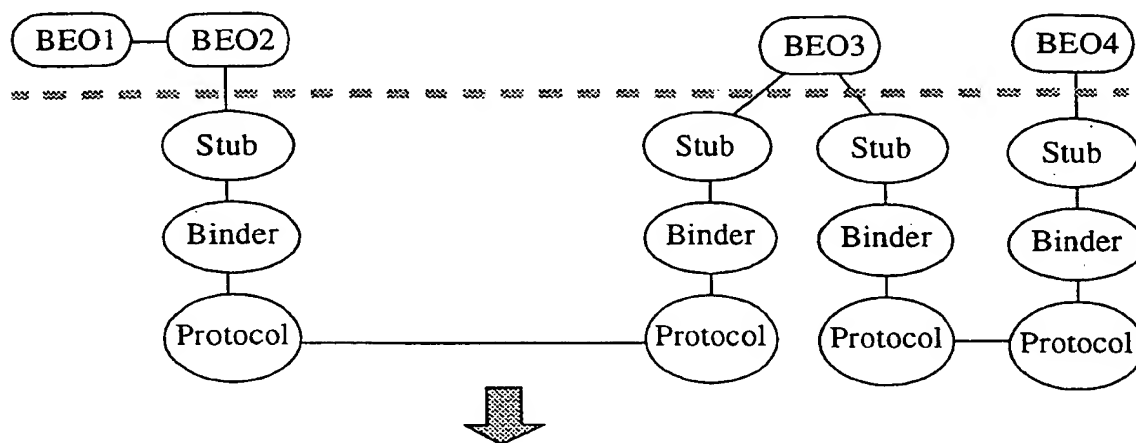 BEO1 BEO2 BEO3 BEO4
Stub Stub Stub Stub
Binder Binder Binder Binder
Protocol Protocol Protocol Protocol